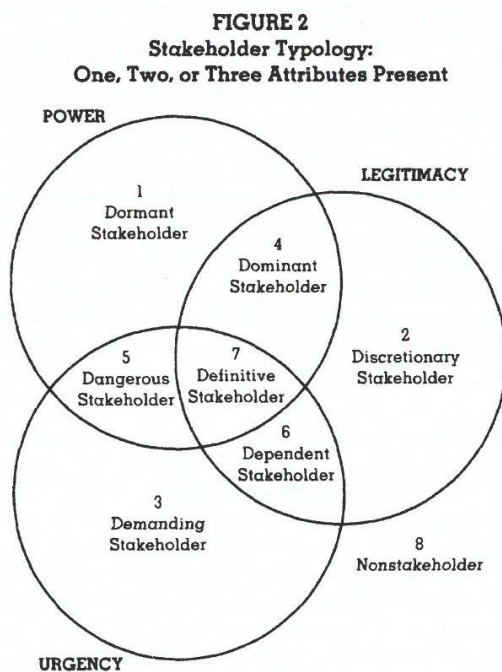 FIGURE 2
Stakeholder Typology:
One, Two, or Three Attributes Present
POWER
LEGITIMACY
1
Dormant
Stakeholder
4
Dominant
Stakeholder
2
Discretionary
Stakeholder
5
Dangerous
Stakeholder
7
Definitive
Stakeholder
6
Dependent
Stakeholder
3
Demanding
Stakeholder
8
Nonstakeholder
URGENCY